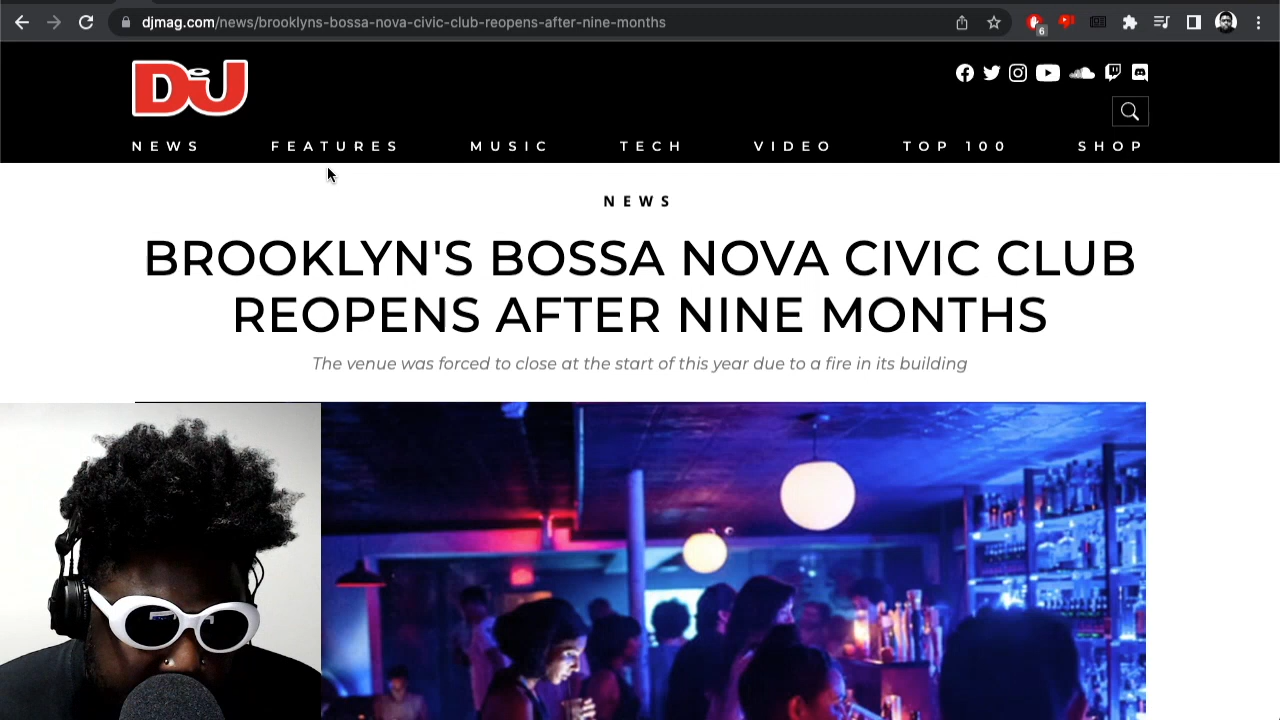 djmag.com/news/brooklyns-bossa-nova-civic-club-reopens-after-nine-months
6
DJ
NEWS FEATURES MUSIC TECH VIDEO TOP 100 SHOP
NEWS
BROOKLYN'S BOSSA NOVA CIVIC CLUB
REOPENS AFTER NINE MONTHS
The venue was forced to close at the start of this year due to a fire in its building